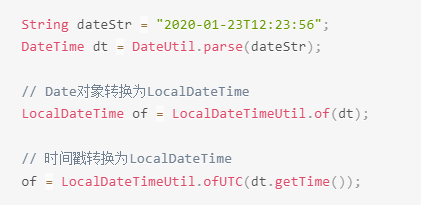 String dateStr = "2020-01-23T12:23:56";
DateTime dt = DateUtil.parse(dateStr);
// Date对象转换为LocalDateTime
LocalDateTime of = LocalDateTimeUtil.of(dt);
// 时间戳转换为LocalDateTime
of = LocalDateTimeUtil.ofUTC(dt.getTime());